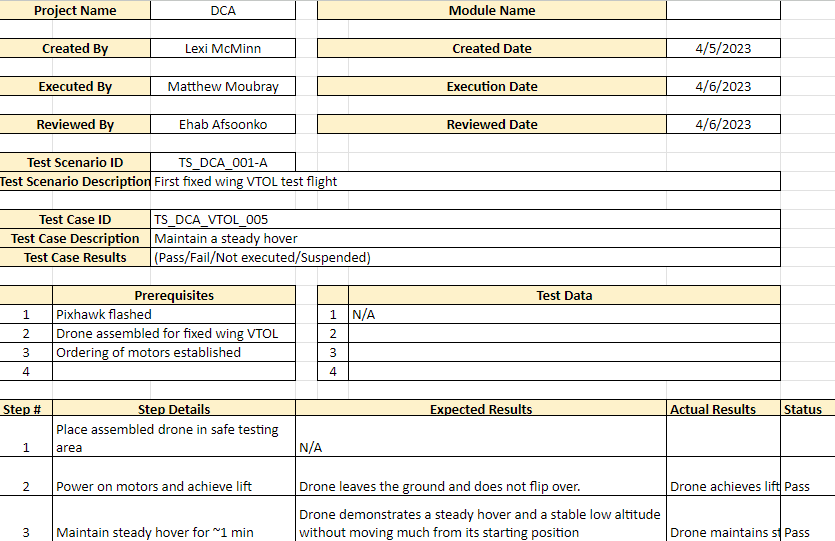 Project Name DCA Module Name
Created By Lexi McMinn Created Date 4/5/2023
Executed By Matthew Moubray Execution Date 4/6/2023
Reviewed By Ehab Afsoonko Reviewed Date 4/6/2023
Test Scenario ID TS_DCA_001-A
Test Scenario Description First fixed wing VTOL test flight
Test Case ID TS_DCA_VTOL_005
Test Case Description Maintain a steady hover
Test Case Results (Pass/Fail/Not executed/Suspended)
Prerequisites Test Data
1 Pixhawk flashed 1 N/A
2 Drone assembled for fixed wing VTOL 2
3 Ordering of motors established 3
4 4
Step # Step Details Expected Results Actual Results Status
Place assembled drone in safe testing
1 area N/A
2 Power on motors and achieve lift Drone leaves the ground and does not flip over. Drone achieves lift Pass
Drone demonstrates a steady hover and a stable low altitude
3 Maintain steady hover for ~1 min without moving much from its starting position Drone maintains Pass